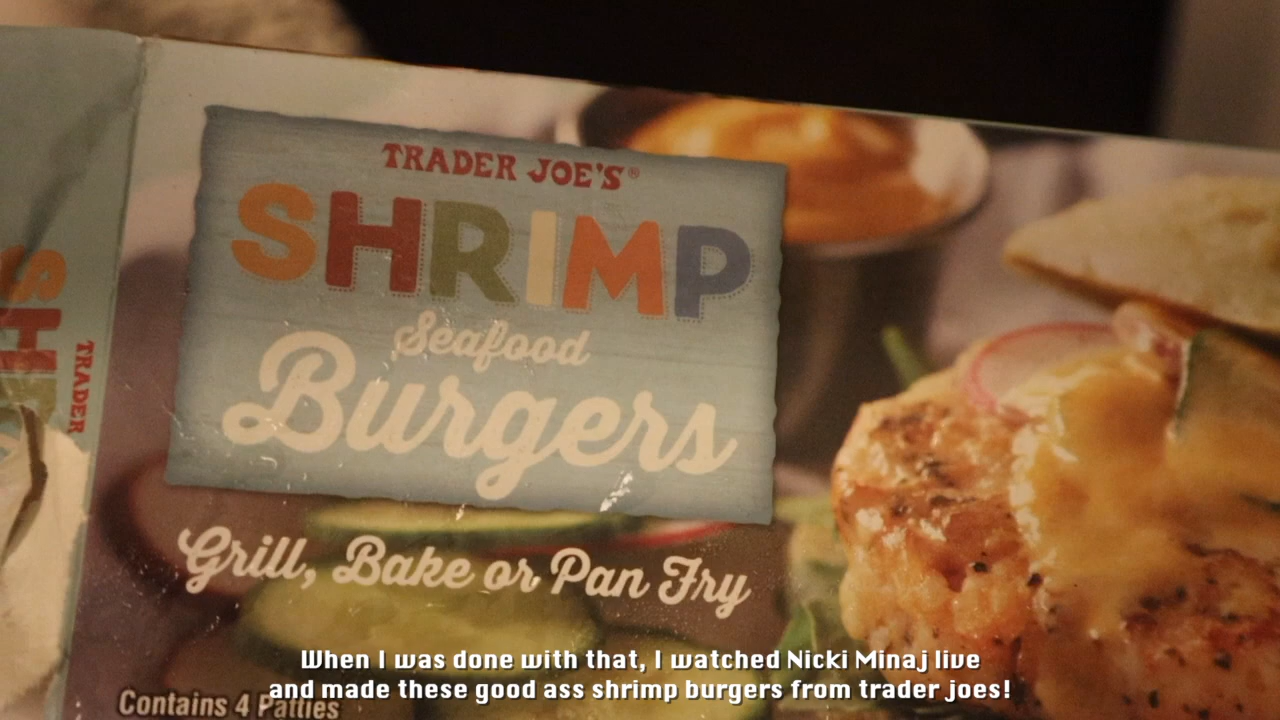 TRADER JOE'S®
SHRIMP
Seafood
Burgers
Grill, Bake or Pan Fry
Contains 4 Patties
SH
TRADER
When I was done with that, I watched Nicki Minaj live
and made these good ass shrimp burgers from trader joes!